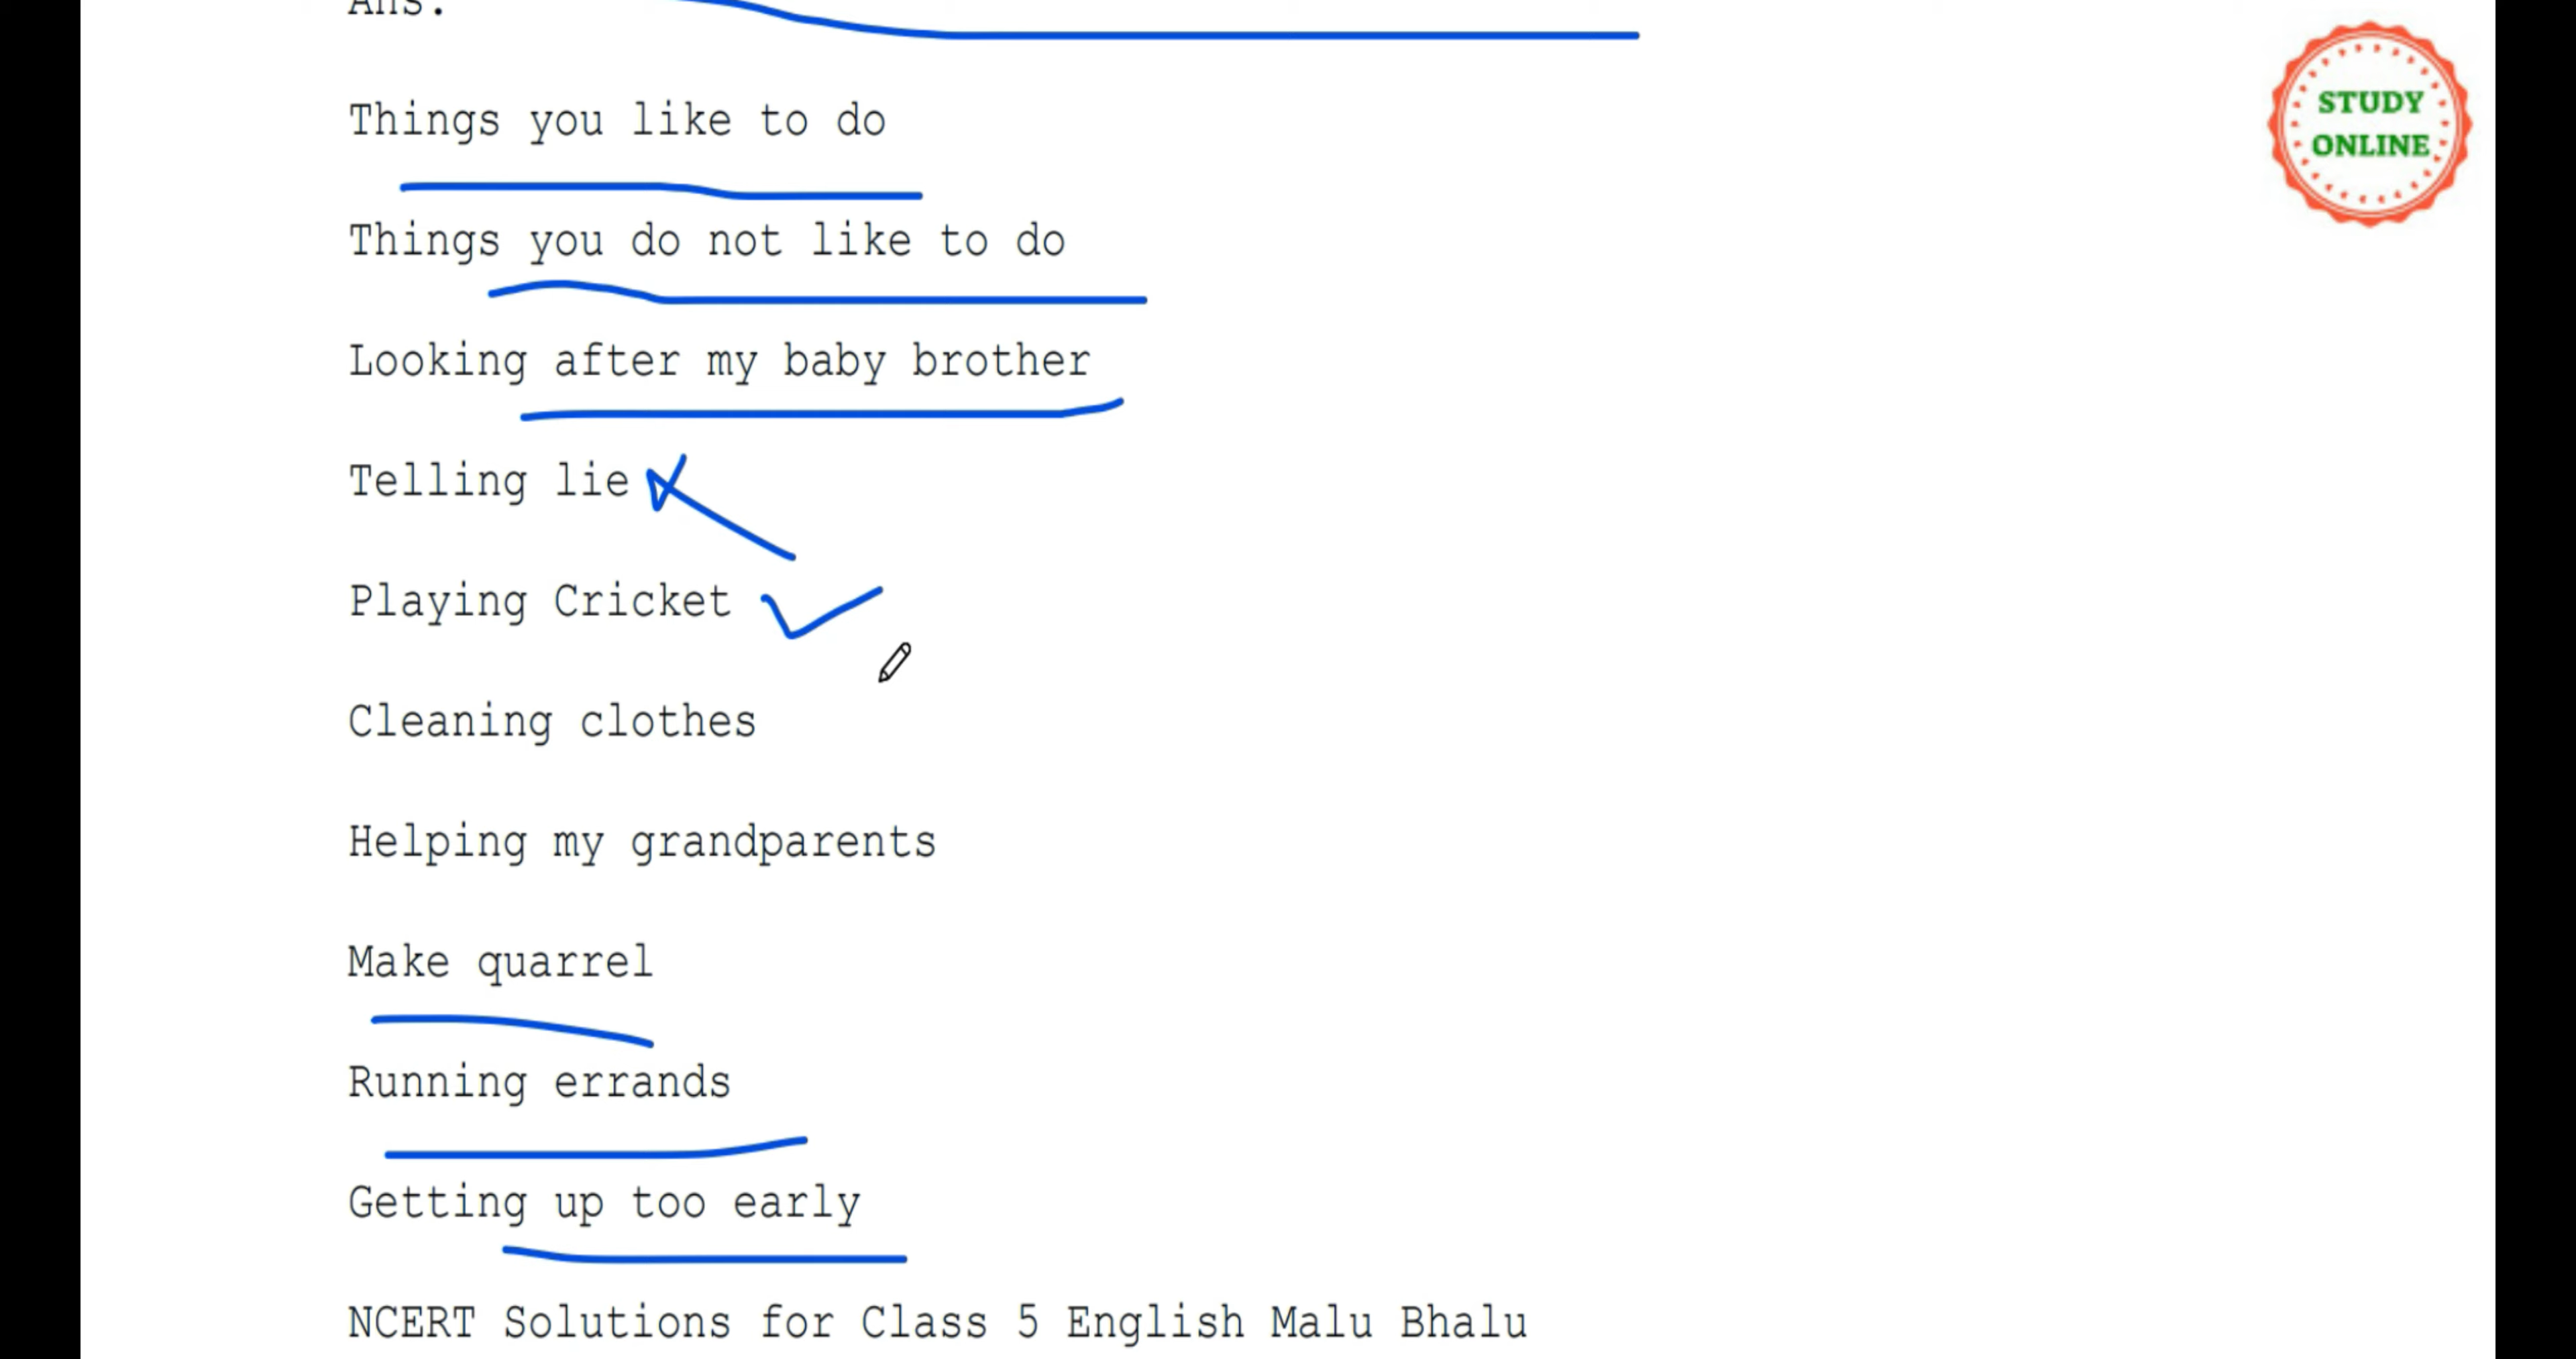 Ans:
Things you like to do
Things you do not like to do
Looking after my baby brother
Telling lie
Playing Cricket
Cleaning clothes
Helping my grandparents
Make quarrel
Running errands
Getting up too early
NCERT Solutions for Class 5 English Malu Bhalu
STUDY
ONLINE